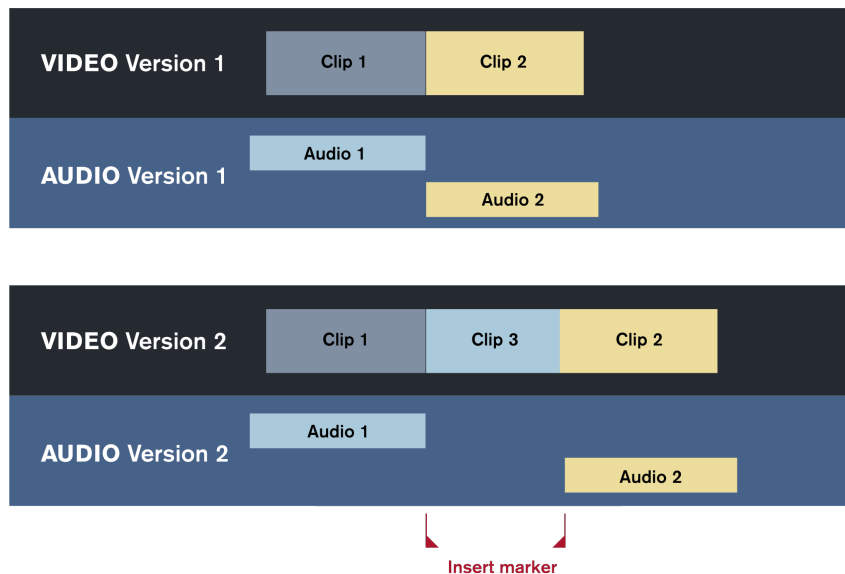 VIDEO Version 1
Clip 1
Clip 2
AUDIO Version 1
Audio 1
Audio 2
VIDEO Version 2
Clip 1
Clip 3
Clip 2
AUDIO Version 2
Audio 1
Audio 2
Insert marker